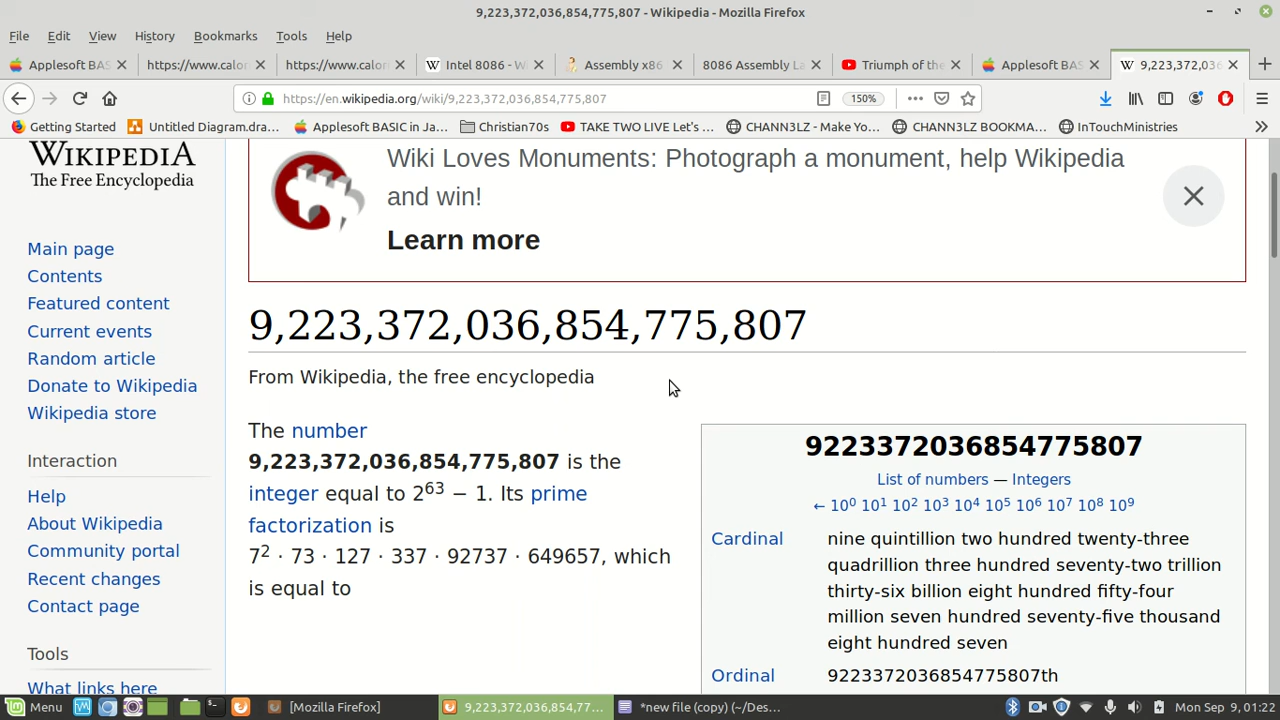 9,223,372,036,854,775,807 - Wikipedia - Mozilla Firefox
File Edit View History Bookmarks Tools Help
Applesoft BAS https://www.calor https://www.calor Intel 8086 - Wi Assembly x86 8086 Assembly La Triumph of the Applesoft BAS 9,223,372,036
https://en.wikipedia.org/wiki/9,223,372,036,854,775,807 150%
Getting Started Untitled Diagram.dra... Applesoft BASIC in Ja... Christian70s TAKE TWO LIVE Let's ... CHANN3LZ - Make Yo... CHANN3LZ BOOKMA... InTouchMinistries
WIKIPEDIA
The Free Encyclopedia
Main page
Contents
Featured content
Current events
Random article
Donate to Wikipedia
Wikipedia store
Interaction
Help
About Wikipedia
Community portal
Recent changes
Contact page
Tools
What links here
Wiki Loves Monuments: Photograph a monument, help Wikipedia
and win!
Learn more
9,223,372,036,854,775,807
From Wikipedia, the free encyclopedia
The number
9,223,372,036,854,775,807 is the
integer equal to 2⁶³ − 1. Its prime
factorization is
7² · 73 · 127 · 337 · 92737 · 649657, which
is equal to
9223372036854775807
List of numbers — Integers
← 10⁰ 10¹ 10² 10³ 10⁴ 10⁵ 10⁶ 10⁷ 10⁸ 10⁹
Cardinal nine quintillion two hundred twenty-three
quadrillion three hundred seventy-two trillion
thirty-six billion eight hundred fifty-four
million seven hundred seventy-five thousand
eight hundred seven
Ordinal 9223372036854775807th
Menu [Mozilla Firefox] 9,223,372,036,854,77... *new file (copy) (~/Des... Mon Sep 9, 01:22